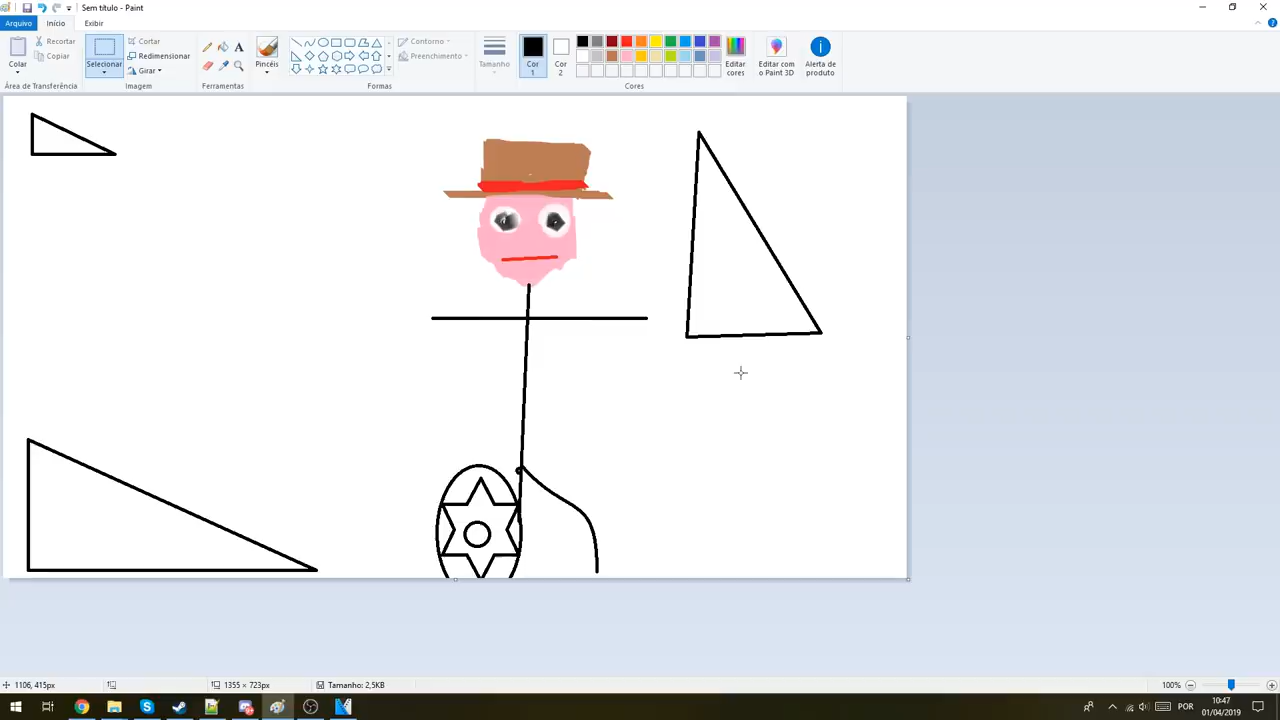 Sem título - Paint
Arquivo Início Exibir
Colar
Recortar
Copiar
Área de Transferência
Selecionar
Cortar
Redimensionar
Girar
Imagem
A
Ferramentas
Pincéis
Contorno
Preenchimento
Formas
Tamanho
Cor
1
Cor
2
Editar
cores
Cores
Editar com
o Paint 3D
Alerta de
produto
1106, 415px
1355 × 723px
Tamanho: 2,5KB
100%
POR
10:47
01/04/2019